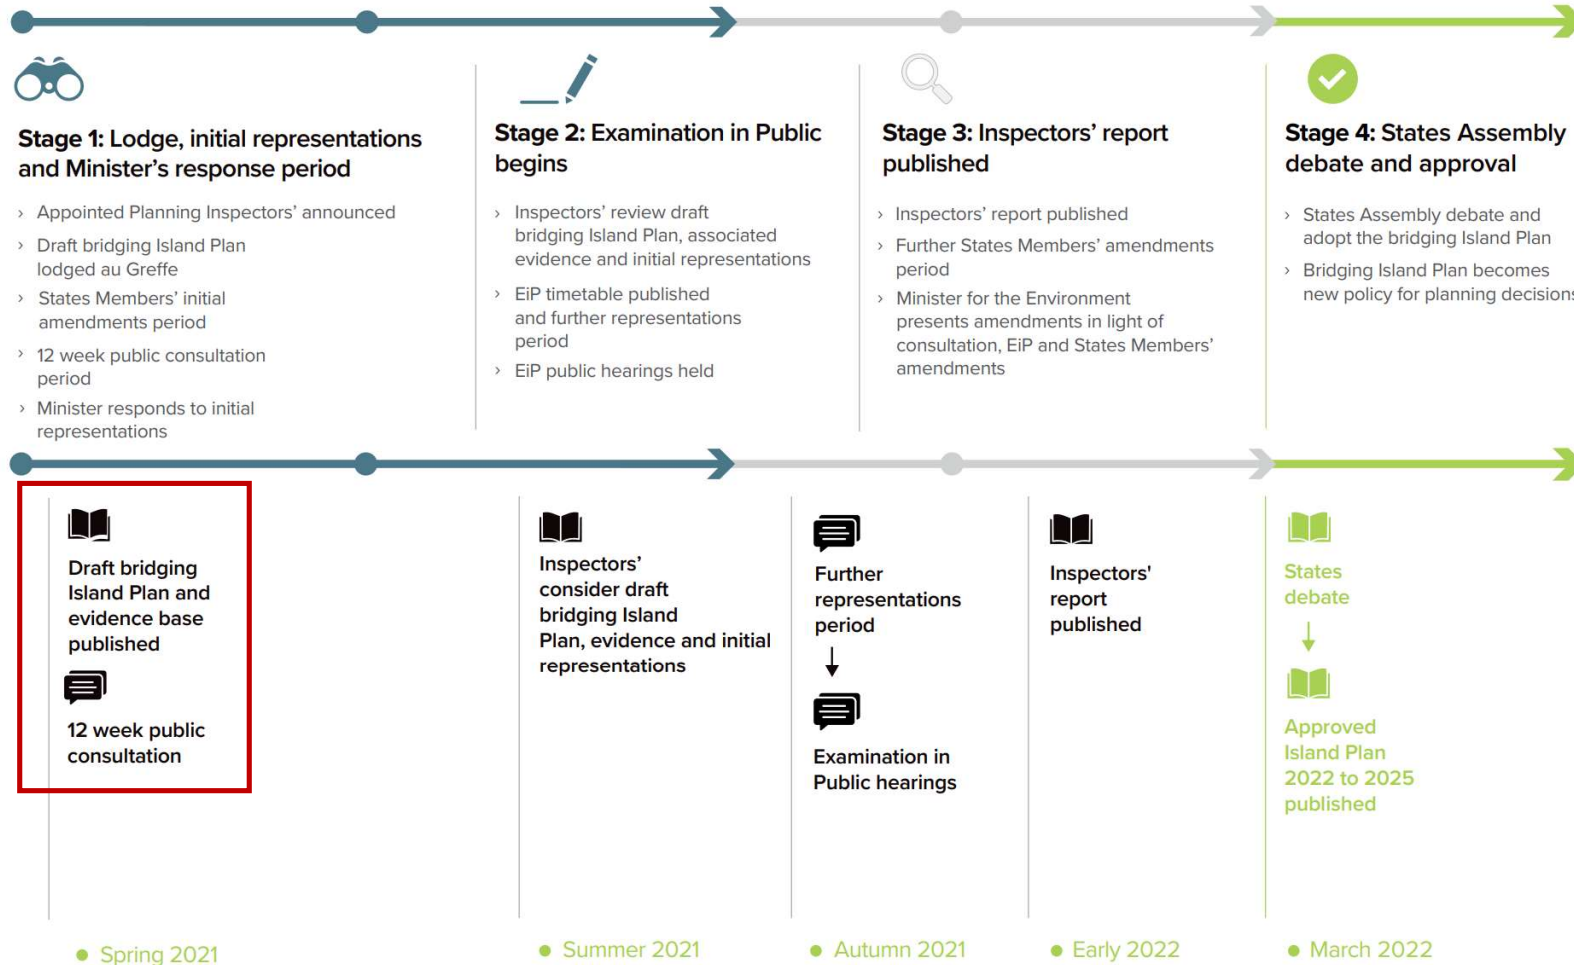 Stage 1: Lodge, initial representations
and Minister's response period
› Appointed Planning Inspectors' announced
› Draft bridging Island Plan
lodged au Greffe
› States Members' initial
amendments period
› 12 week public consultation
period
› Minister responds to initial
representations
Stage 2: Examination in Public
begins
› Inspectors' review draft
bridging Island Plan, associated
evidence and initial representations
› EiP timetable published
and further representations
period
› EiP public hearings held
Stage 3: Inspectors' report
published
› Inspectors' report published
› Further States Members' amendments
period
› Minister for the Environment
presents amendments in light of
consultation, EiP and States Members'
amendments
Stage 4: States Assembly
debate and approval
› States Assembly debate and
adopt the bridging Island Plan
› Bridging Island Plan becomes
new policy for planning decisions
Draft bridging
Island Plan and
evidence base
published
12 week public
consultation
Inspectors'
consider draft
bridging Island
Plan, evidence and initial
representations
Further
representations
period
Examination in
Public hearings
Inspectors'
report
published
States
debate
Approved
Island Plan
2022 to 2025
published
Spring 2021
Summer 2021
Autumn 2021
Early 2022
March 2022